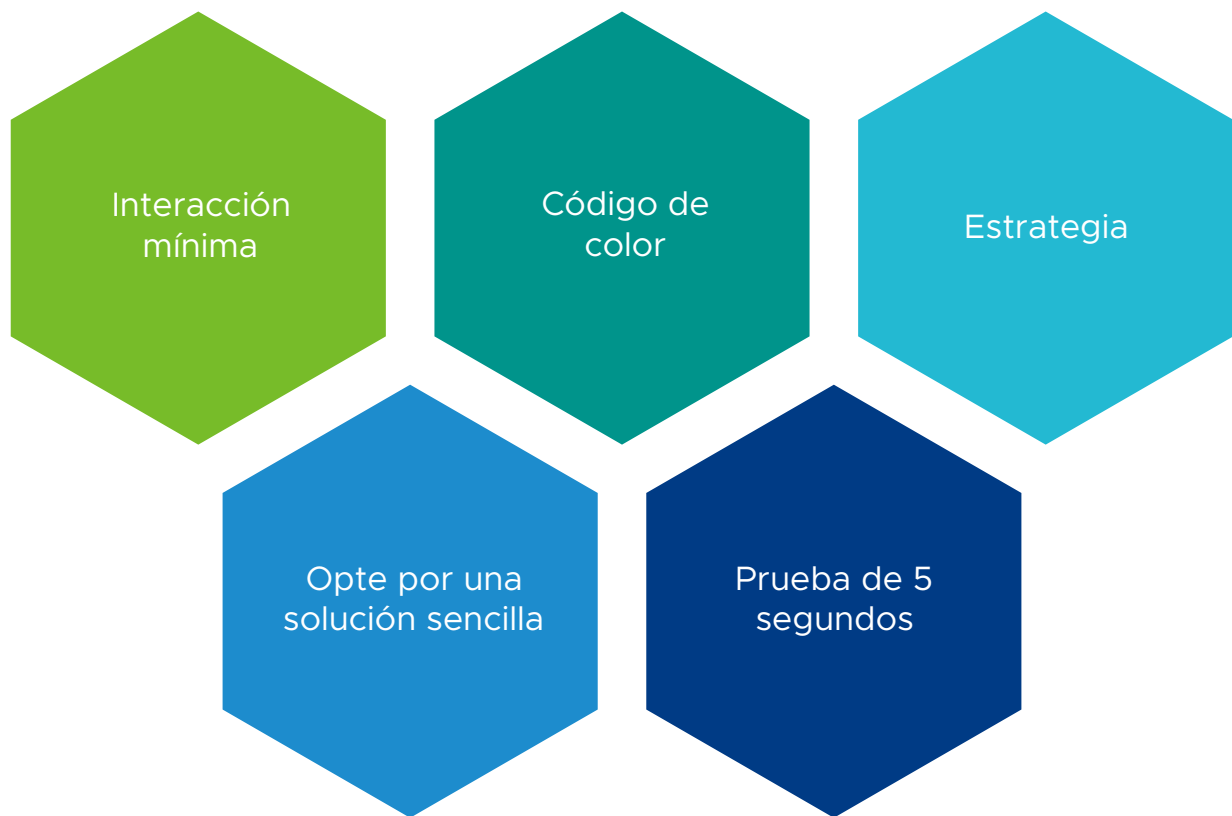 Interacción
mínima
Código de
color
Estrategia
Opte por una
solución sencilla
Prueba de 5
segundos